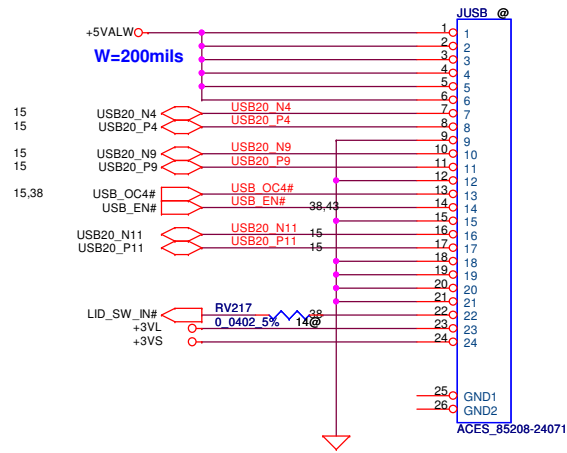 JUSB @
+5VALW 1 1
W=200mils 2 2
3 3
4 4
5 5
6 6
15 USB20_N4 USB20_N4 7 7
15 USB20_P4 USB20_P4 8 8
9 9
15 USB20_N9 USB20_N9 10 10
15 USB20_P9 USB20_P9 11 11
12 12
15,38 USB_OC4# USB_OC4# 13 13
USB_EN# USB_EN# 38,43 14 14
15 15
USB20_N11 USB20_N11 15 16 16
USB20_P11 USB20_P11 15 17 17
18 18
19 19
20 20
21 21
LID_SW_IN# RV217 38 22 22
+3VL 0_0402_5% 14@ 23 23
+3VS 24 24
25 GND1
26 GND2
ACES_85208-24071